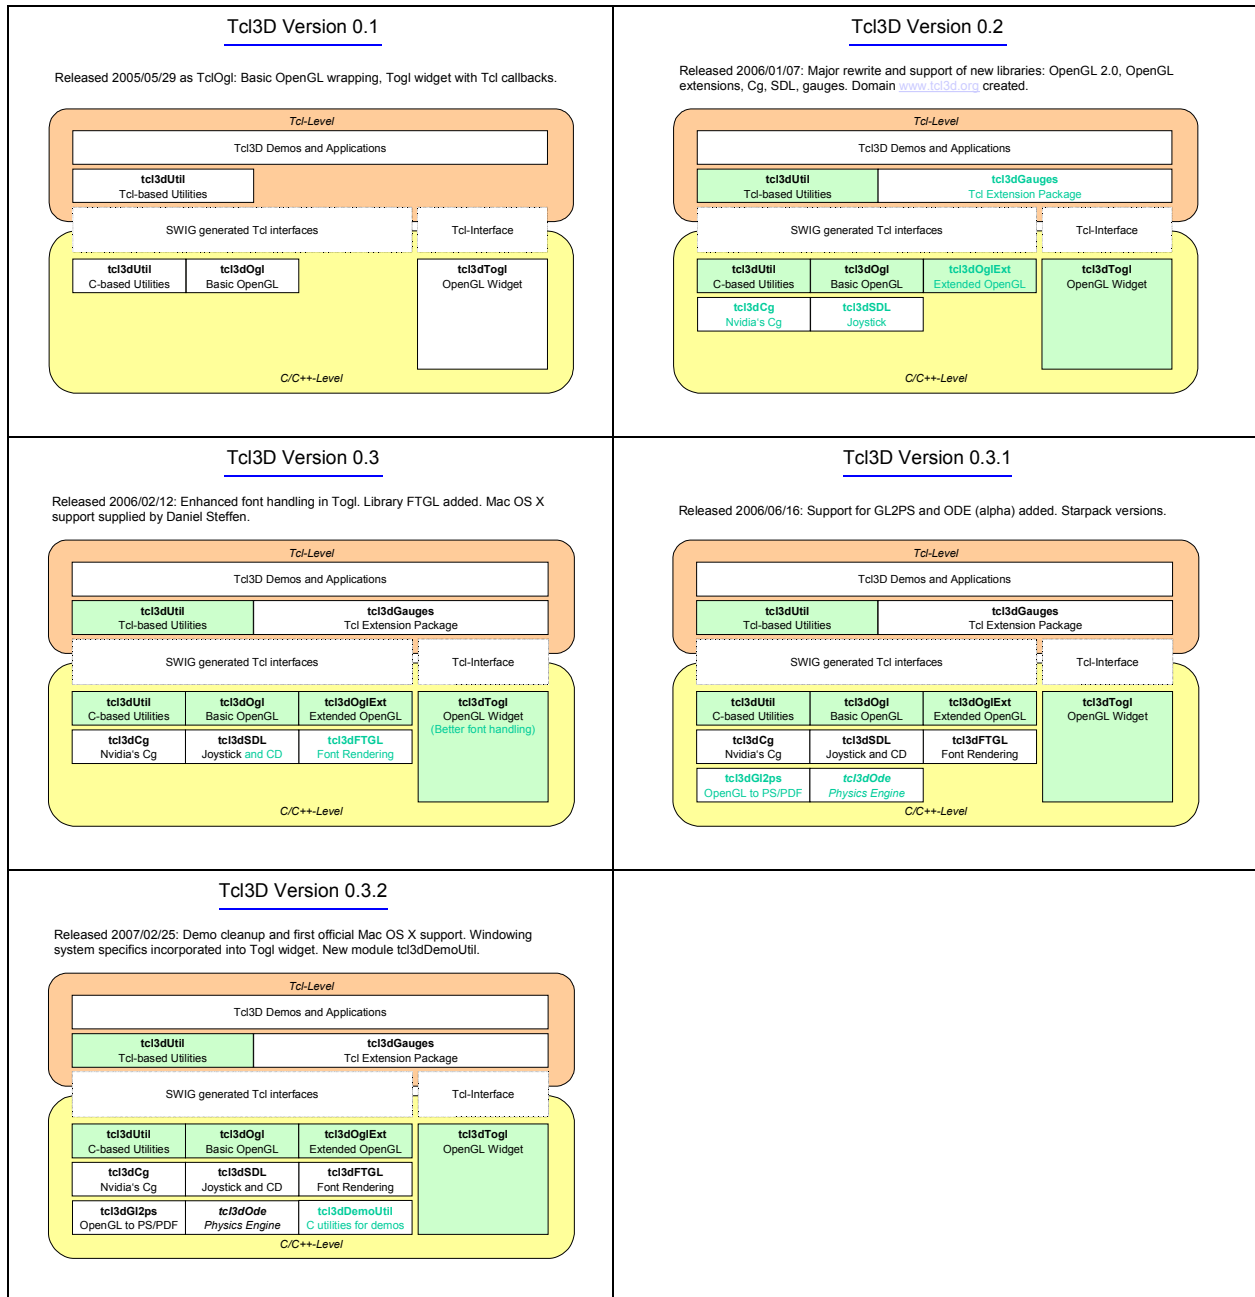 Tcl3D Version 0.1
Released 2005/05/29 as TclOgl: Basic OpenGL wrapping, Togl widget with Tcl callbacks.
Tcl-Level
Tcl3D Demos and Applications
tcl3dUtil
Tcl-based Utilities
SWIG generated Tcl interfaces
Tcl-Interface
tcl3dUtil
C-based Utilities
tcl3dOgl
Basic OpenGL
tcl3dTogl
OpenGL Widget
C/C++-Level
Tcl3D Version 0.2
Released 2006/01/07: Major rewrite and support of new libraries: OpenGL 2.0, OpenGL
extensions, Cg, SDL, gauges. Domain www.tcl3d.org created.
Tcl-Level
Tcl3D Demos and Applications
tcl3dUtil
Tcl-based Utilities
tcl3dGauges
Tcl Extension Package
SWIG generated Tcl interfaces
Tcl-Interface
tcl3dUtil
C-based Utilities
tcl3dOgl
Basic OpenGL
tcl3dOglExt
Extended OpenGL
tcl3dTogl
OpenGL Widget
tcl3dCg
Nvidia's Cg
tcl3dSDL
Joystick
C/C++-Level
Tcl3D Version 0.3
Released 2006/02/12: Enhanced font handling in Togl. Library FTGL added. Mac OS X
support supplied by Daniel Steffen.
Tcl-Level
Tcl3D Demos and Applications
tcl3dUtil
Tcl-based Utilities
tcl3dGauges
Tcl Extension Package
SWIG generated Tcl interfaces
Tcl-Interface
tcl3dUtil
C-based Utilities
tcl3dOgl
Basic OpenGL
tcl3dOglExt
Extended OpenGL
tcl3dTogl
OpenGL Widget
(Better font handling)
tcl3dCg
Nvidia's Cg
tcl3dSDL
Joystick and CD
tcl3dFTGL
Font Rendering
C/C++-Level
Tcl3D Version 0.3.1
Released 2006/06/16: Support for GL2PS and ODE (alpha) added. Starpack versions.
Tcl-Level
Tcl3D Demos and Applications
tcl3dUtil
Tcl-based Utilities
tcl3dGauges
Tcl Extension Package
SWIG generated Tcl interfaces
Tcl-Interface
tcl3dUtil
C-based Utilities
tcl3dOgl
Basic OpenGL
tcl3dOglExt
Extended OpenGL
tcl3dTogl
OpenGL Widget
tcl3dCg
Nvidia's Cg
tcl3dSDL
Joystick and CD
tcl3dFTGL
Font Rendering
tcl3dGl2ps
OpenGL to PS/PDF
tcl3dOde
Physics Engine
C/C++-Level
Tcl3D Version 0.3.2
Released 2007/02/25: Demo cleanup and first official Mac OS X support. Windowing
system specifics incorporated into Togl widget. New module tcl3dDemoUtil.
Tcl-Level
Tcl3D Demos and Applications
tcl3dUtil
Tcl-based Utilities
tcl3dGauges
Tcl Extension Package
SWIG generated Tcl interfaces
Tcl-Interface
tcl3dUtil
C-based Utilities
tcl3dOgl
Basic OpenGL
tcl3dOglExt
Extended OpenGL
tcl3dTogl
OpenGL Widget
tcl3dCg
Nvidia's Cg
tcl3dSDL
Joystick and CD
tcl3dFTGL
Font Rendering
tcl3dGl2ps
OpenGL to PS/PDF
tcl3dOde
Physics Engine
tcl3dDemoUtil
C utilities for demos
C/C++-Level